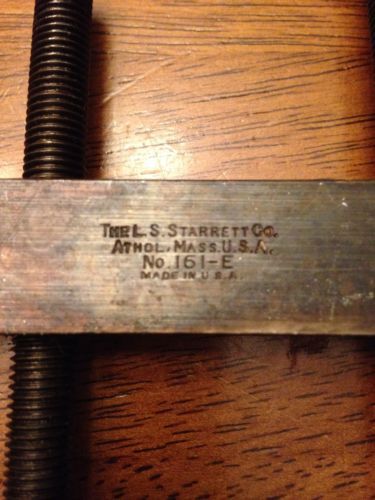 THE L. S. STARRETT CO.
ATHOL, MASS. U.S.A.
NO. 161-E
MADE IN U.S.A.